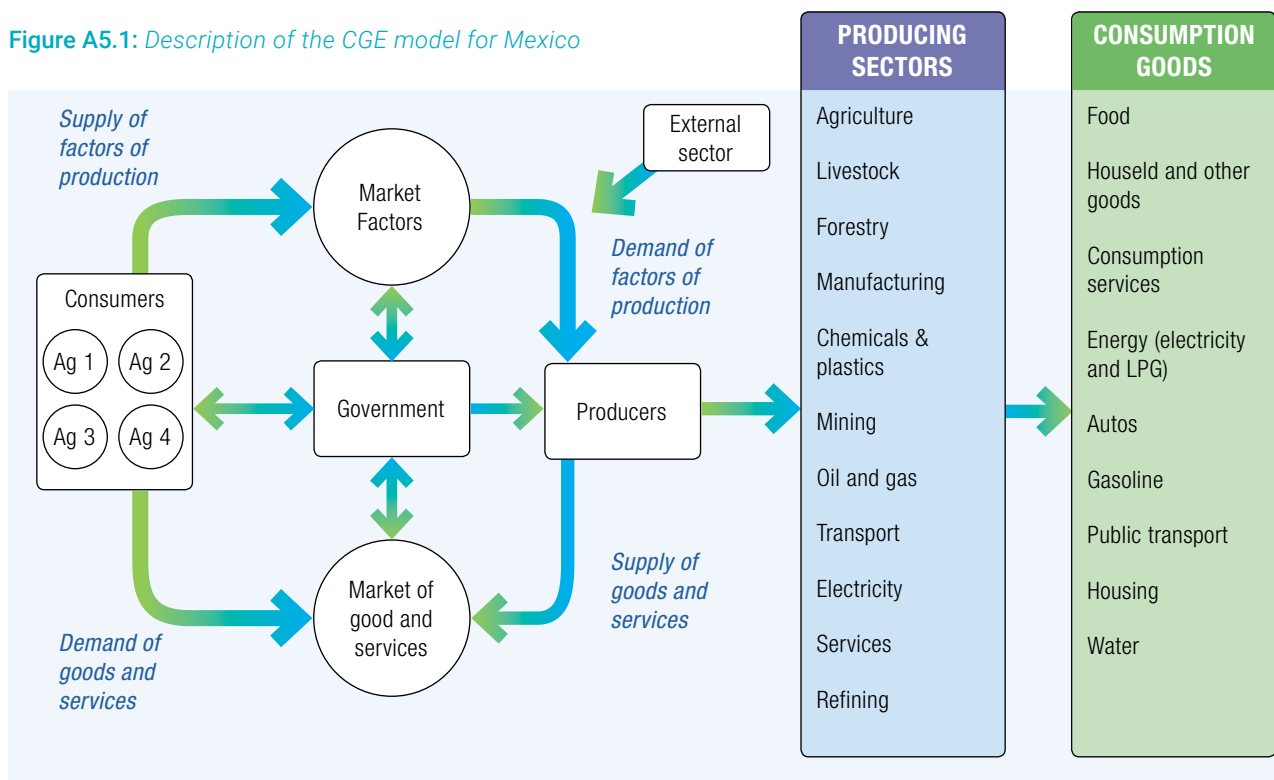 Figure A5.1: Description of the CGE model for Mexico
Supply of
factors of
production
Market
Factors
External
sector
Demand of
factors of
production
Consumers
Ag 1
Ag 2
Ag 3
Ag 4
Government
Producers
Market of
good and
services
Supply of
goods and
services
Demand of
goods and
services
PRODUCING
SECTORS
Agriculture
Livestock
Forestry
Manufacturing
Chemicals &
plastics
Mining
Oil and gas
Transport
Electricity
Services
Refining
CONSUMPTION
GOODS
Food
Househld and other
goods
Consumption
services
Energy (electricity
and LPG)
Autos
Gasoline
Public transport
Housing
Water